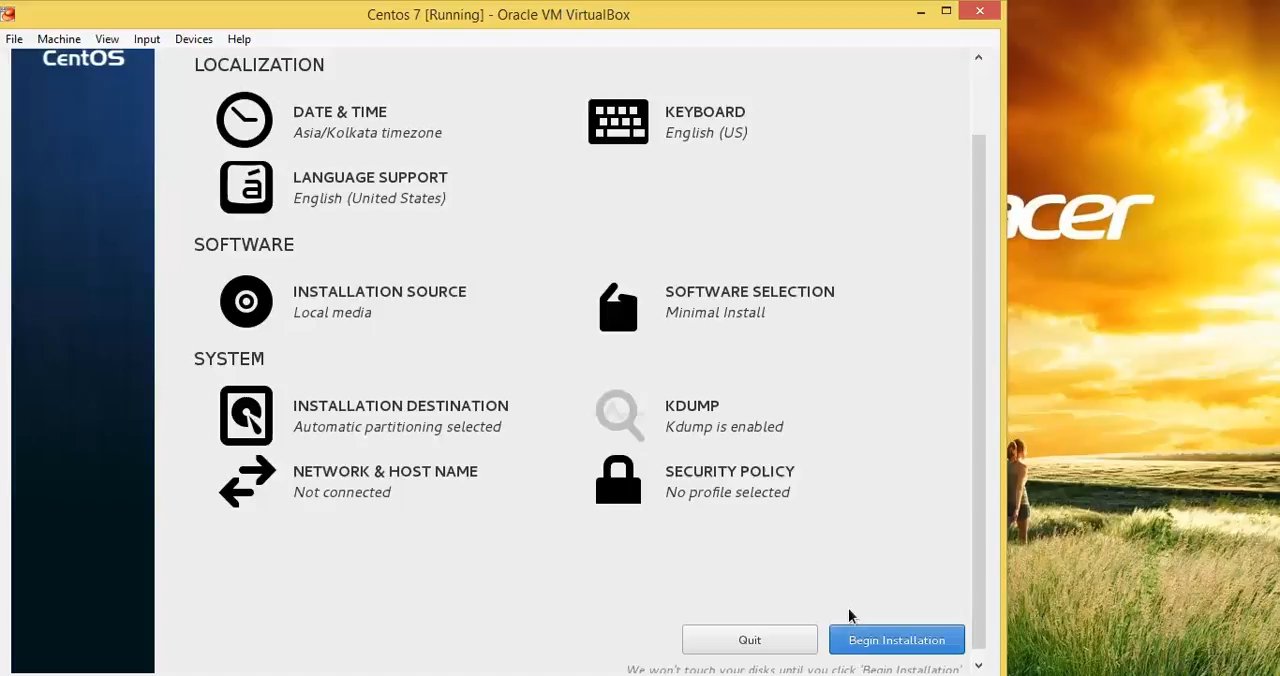 Centos 7 [Running] - Oracle VM VirtualBox
File Machine View Input Devices Help
CentOS
LOCALIZATION
DATE & TIME
Asia/Kolkata timezone
KEYBOARD
English (US)
LANGUAGE SUPPORT
English (United States)
SOFTWARE
INSTALLATION SOURCE
Local media
SOFTWARE SELECTION
Minimal Install
SYSTEM
INSTALLATION DESTINATION
Automatic partitioning selected
KDUMP
Kdump is enabled
NETWORK & HOST NAME
Not connected
SECURITY POLICY
No profile selected
Quit
Begin Installation
We won't touch your disks until you click 'Begin Installation'
acer